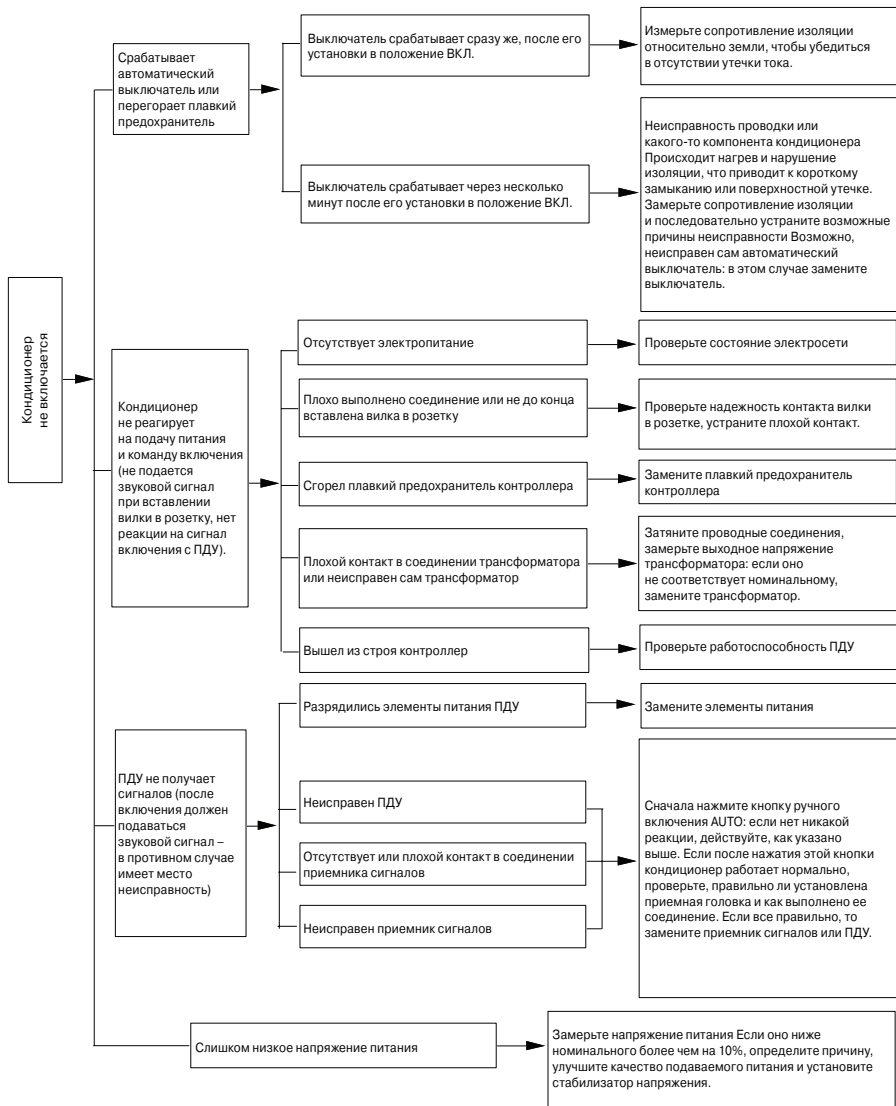 Кондиционер
не включается
Срабатывает
автоматический
выключатель или
перегорает плавкий
предохранитель
Выключатель срабатывает сразу же, после его
установки в положение ВКЛ.
Измерьте сопротивление изоляции
относительно земли, чтобы убедиться
в отсутствии утечки тока.
Выключатель срабатывает через несколько
минут после его установки в положение ВКЛ.
Неисправность проводки или
какого-то компонента кондиционера
Происходит нагрев и нарушение
изоляции, что приводит к короткому
замыканию или поверхностной утечке.
Замерьте сопротивление изоляции
и последовательно устраните возможные
причины неисправности Возможно,
неисправен сам автоматический
выключатель: в этом случае замените
выключатель.
Кондиционер
не реагирует
на подачу питания
и команду включения
(не подается
звуковой сигнал
при вставлении
вилки в розетку, нет
реакции на сигнал
включения с ПДУ).
Отсутствует электропитание
Проверьте состояние электросети
Плохо выполнено соединение или не до конца
вставлена вилка в розетку
Проверьте надежность контакта вилки
в розетке, устраните плохой контакт.
Сгорел плавкий предохранитель контроллера
Замените плавкий предохранитель
контроллера
Плохой контакт в соединении трансформатора
или неисправен сам трансформатор
Затяните проводные соединения,
замерьте выходное напряжение
трансформатора: если оно
не соответствует номинальному,
замените трансформатор.
Вышел из строя контроллер
Проверьте работоспособность ПДУ
ПДУ не получает
сигналов (после
включения должен
подаваться
звуковой сигнал –
в противном случае
имеет место
неисправность)
Разрядились элементы питания ПДУ
Замените элементы питания
Неисправен ПДУ
Отсутствует или плохой контакт в соединении
приемника сигналов
Неисправен приемник сигналов
Сначала нажмите кнопку ручного
включения AUTO: если нет никакой
реакции, действуйте, как указано
выше. Если после нажатия этой кнопки
кондиционер работает нормально,
проверьте, правильно ли установлена
приемная головка и как выполнено ее
соединение. Если все правильно, то
замените приемник сигналов или ПДУ.
Слишком низкое напряжение питания
Замерьте напряжение питания Если оно ниже
номинального более чем на 10%, определите причину,
улучшите качество подаваемого питания и установите
стабилизатор напряжения.